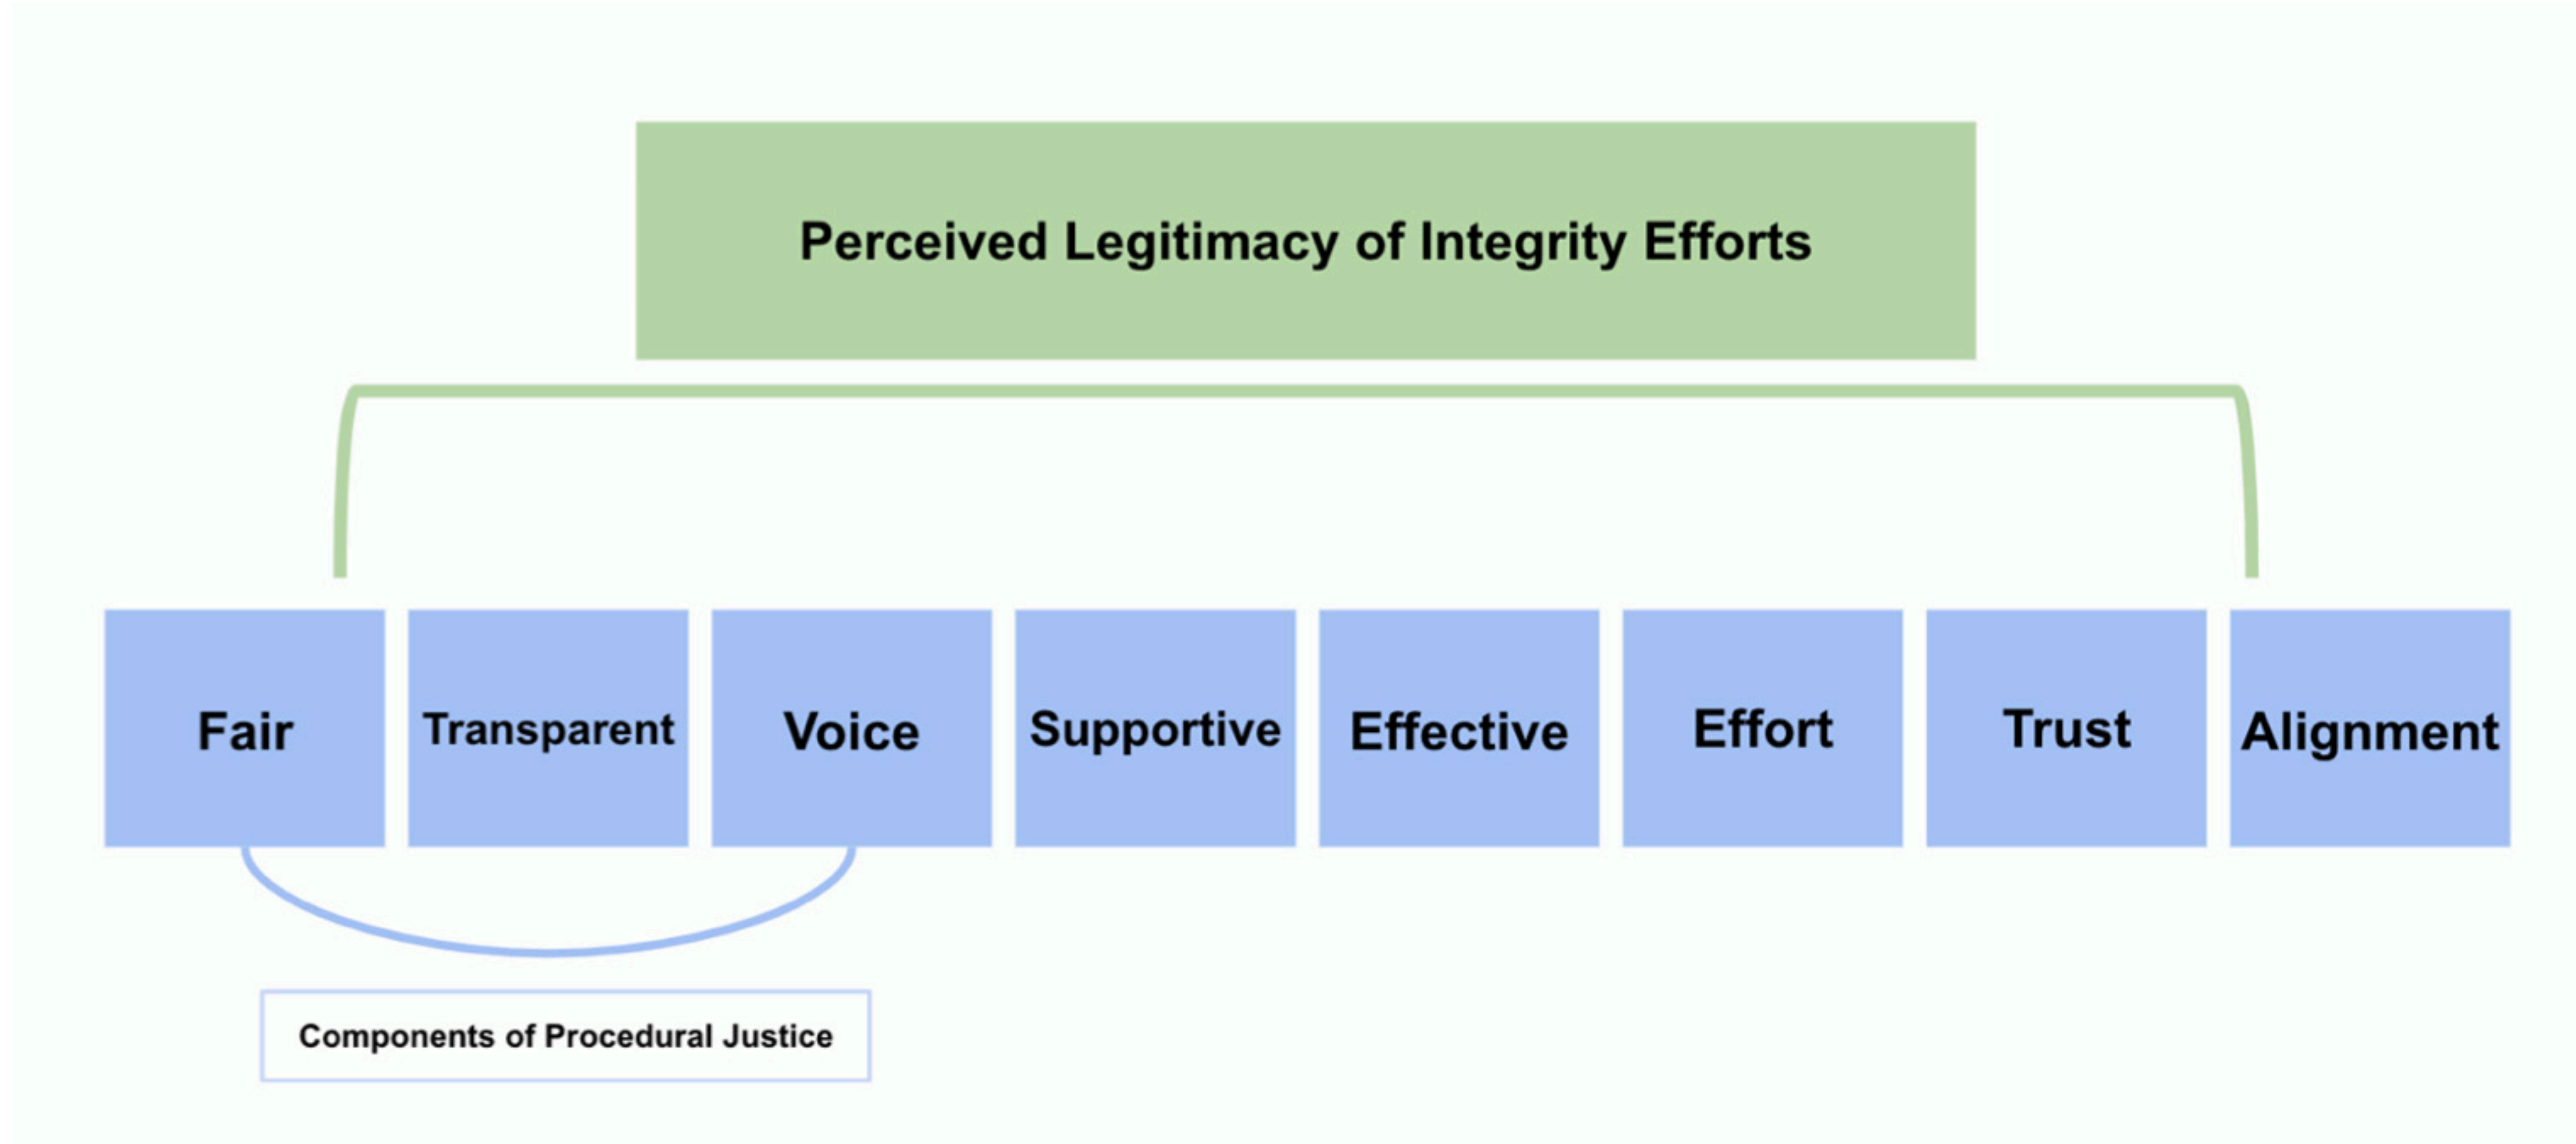 Perceived Legitimacy of Integrity Efforts
Fair
Transparent
Voice
Supportive
Effective
Effort
Trust
Alignment
Components of Procedural Justice